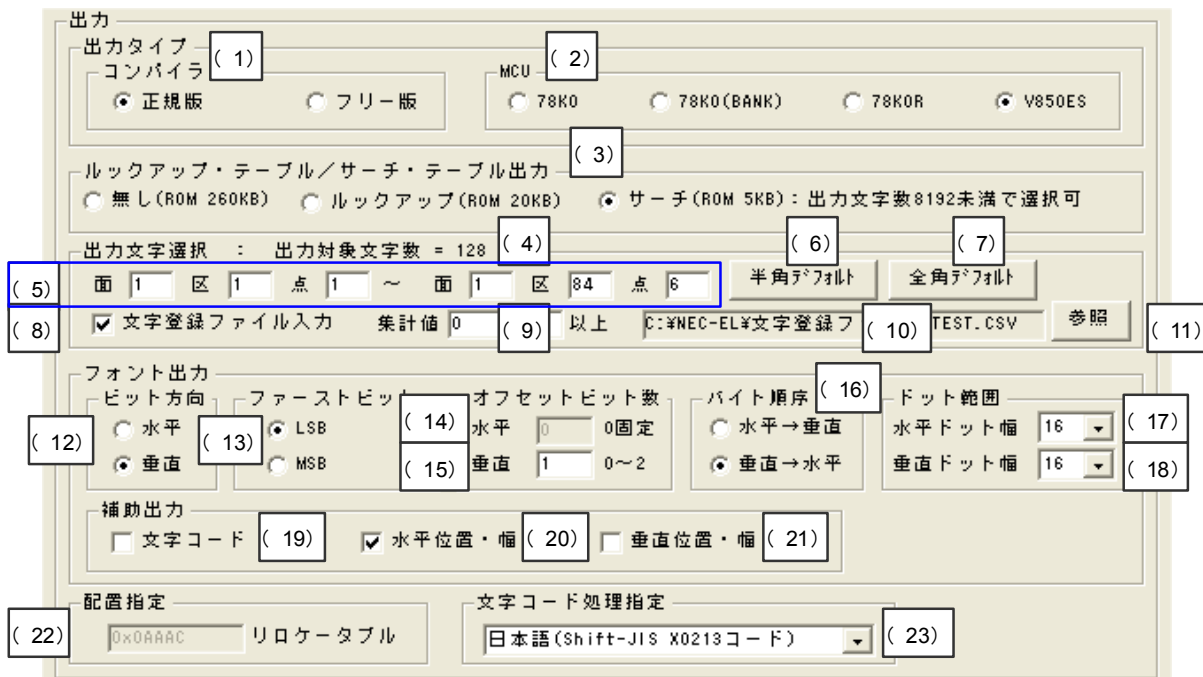 出力
出力タイプ
コンパイラ ( 1) MCU ( 2)
正規版 フリー版 78K0 78K0(BANK) 78K0R V850ES
( 3)
ルックアップ・テーブル/サーチ・テーブル出力
無し(ROM 260KB) ルックアップ(ROM 20KB) サーチ(ROM 5KB):出力文字数8192未満で選択可
出力文字選択 : 出力対象文字数 = 128 ( 4) ( 6) ( 7)
( 5) 面 1 区 1 点 1 ~ 面 1 区 84 点 6 半角デフォルト 全角デフォルト
( 8) 文字登録ファイル入力 集計値 0 ( 9) 以上 C:¥NEC-EL¥文字登録フ ( 10) TEST.CSV 参照 ( 11)
フォント出力
ビット方向 ファーストビット オフセットビット数 バイト順序 ( 16) ドット範囲
( 12) 水平 ( 13) LSB ( 14) 水平 0 0固定 水平→垂直 水平ドット幅 16 ( 17)
垂直 MSB ( 15) 垂直 1 0~2 垂直→水平 垂直ドット幅 16 ( 18)
補助出力
文字コード ( 19) 水平位置・幅 ( 20) 垂直位置・幅 ( 21)
配置指定 文字コード処理指定
( 22) 0x0AAAC リロケータブル 日本語(Shift-JIS X0213コード) ( 23)